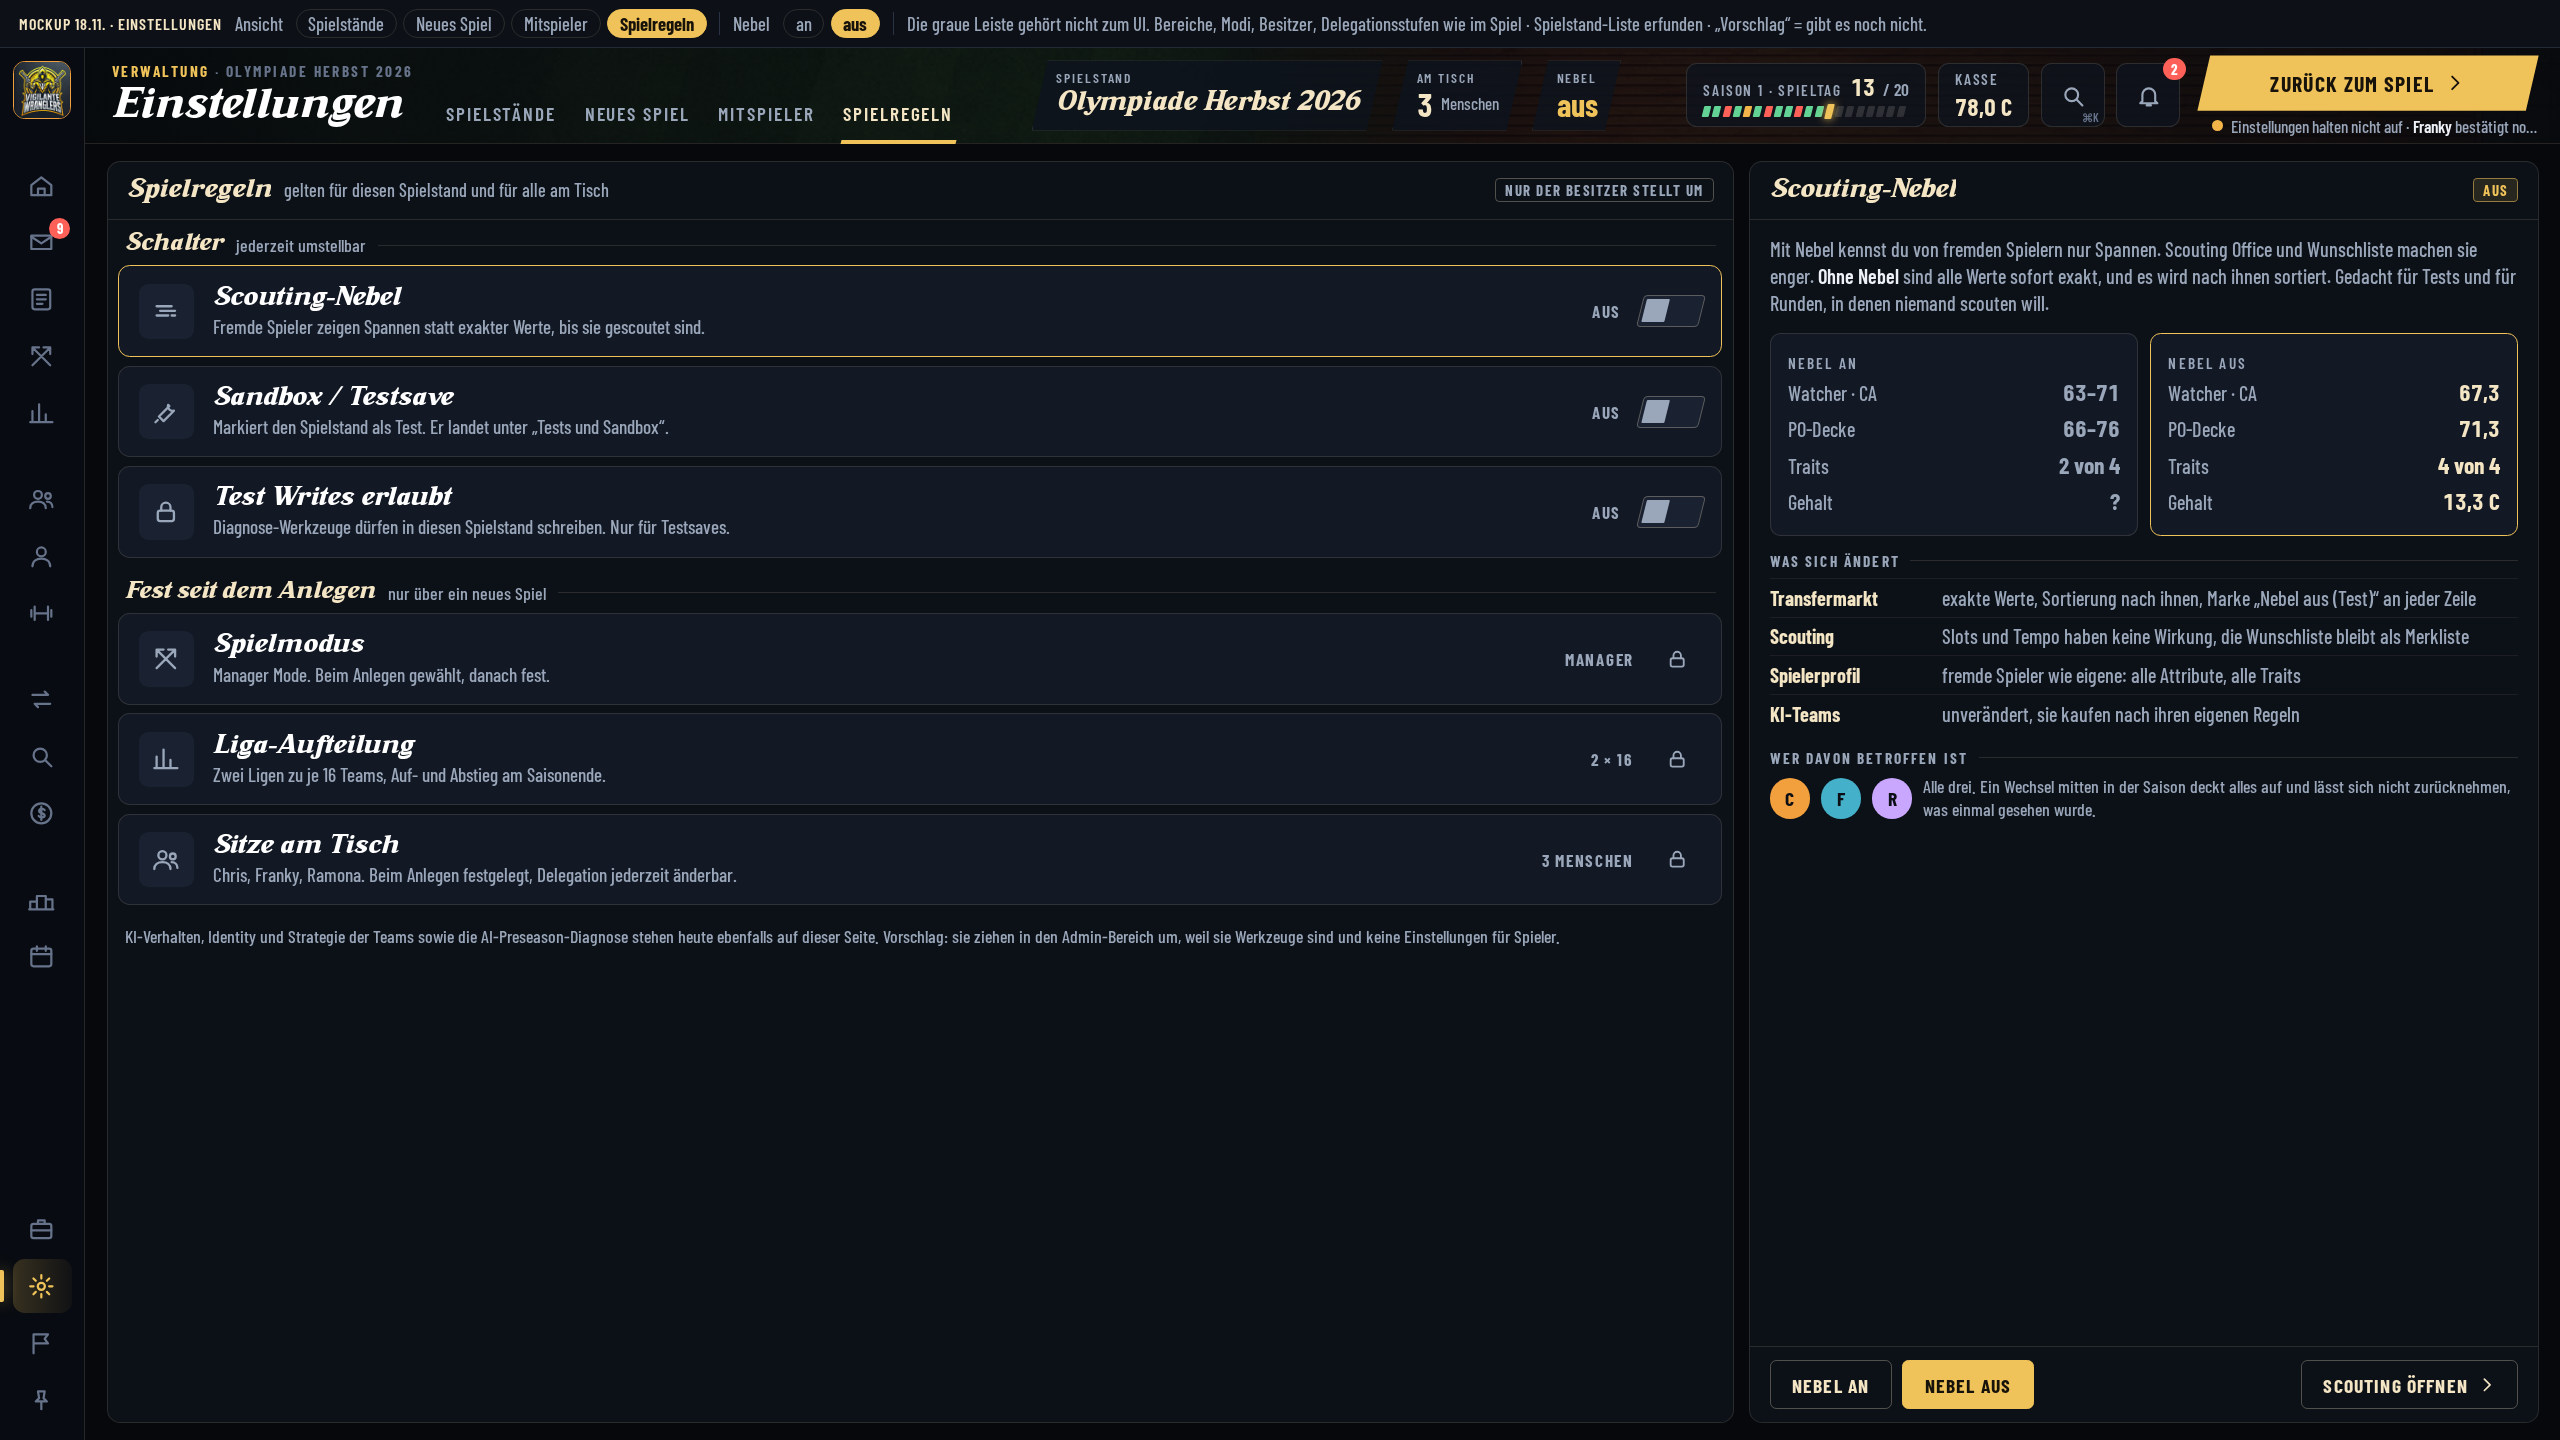 MOCKUP 18.11. · EINSTELLUNGEN Ansicht Spielstände Neues Spiel Mitspieler Spielregeln Nebel an aus Die graue Leiste gehört nicht zum UI. Bereiche, Modi, Besitzer, Delegationsstufen wie im Spiel · Spielstand-Liste erfunden · „Vorschlag“ = gibt es noch nicht.
VIGILANTE WRANGLERS
VERWALTUNG · OLYMPIADE HERBST 2026
Einstellungen
SPIELSTÄNDE NEUES SPIEL MITSPIELER SPIELREGELN
SPIELSTAND
Olympiade Herbst 2026
AM TISCH
3 Menschen
NEBEL
aus
SAISON 1 · SPIELTAG 13 / 20
KASSE
78,0 C
⌘K
2
ZURÜCK ZUM SPIEL
Einstellungen halten nicht auf · Franky bestätigt no…
9
Spielregeln gelten für diesen Spielstand und für alle am Tisch
NUR DER BESITZER STELLT UM
Schalter jederzeit umstellbar
Scouting-Nebel
Fremde Spieler zeigen Spannen statt exakter Werte, bis sie gescoutet sind.
AUS
Sandbox / Testsave
Markiert den Spielstand als Test. Er landet unter „Tests und Sandbox“.
AUS
Test Writes erlaubt
Diagnose-Werkzeuge dürfen in diesen Spielstand schreiben. Nur für Testsaves.
AUS
Fest seit dem Anlegen nur über ein neues Spiel
Spielmodus
Manager Mode. Beim Anlegen gewählt, danach fest.
MANAGER
Liga-Aufteilung
Zwei Ligen zu je 16 Teams, Auf- und Abstieg am Saisonende.
2 × 16
Sitze am Tisch
Chris, Franky, Ramona. Beim Anlegen festgelegt, Delegation jederzeit änderbar.
3 MENSCHEN
KI-Verhalten, Identity und Strategie der Teams sowie die AI-Preseason-Diagnose stehen heute ebenfalls auf dieser Seite. Vorschlag: sie ziehen in den Admin-Bereich um, weil sie Werkzeuge sind und keine Einstellungen für Spieler.
Scouting-Nebel
AUS
Mit Nebel kennst du von fremden Spielern nur Spannen. Scouting Office und Wunschliste machen sie
enger. Ohne Nebel sind alle Werte sofort exakt, und es wird nach ihnen sortiert. Gedacht für Tests und für
Runden, in denen niemand scouten will.
NEBEL AN
Watcher · CA 63–71
PO-Decke 66–76
Traits 2 von 4
Gehalt ?
NEBEL AUS
Watcher · CA 67,3
PO-Decke 71,3
Traits 4 von 4
Gehalt 13,3 C
WAS SICH ÄNDERT
Transfermarkt exakte Werte, Sortierung nach ihnen, Marke „Nebel aus (Test)“ an jeder Zeile
Scouting Slots und Tempo haben keine Wirkung, die Wunschliste bleibt als Merkliste
Spielerprofil fremde Spieler wie eigene: alle Attribute, alle Traits
KI-Teams unverändert, sie kaufen nach ihren eigenen Regeln
WER DAVON BETROFFEN IST
C F R
Alle drei. Ein Wechsel mitten in der Saison deckt alles auf und lässt sich nicht zurücknehmen,
was einmal gesehen wurde.
NEBEL AN NEBEL AUS SCOUTING ÖFFNEN